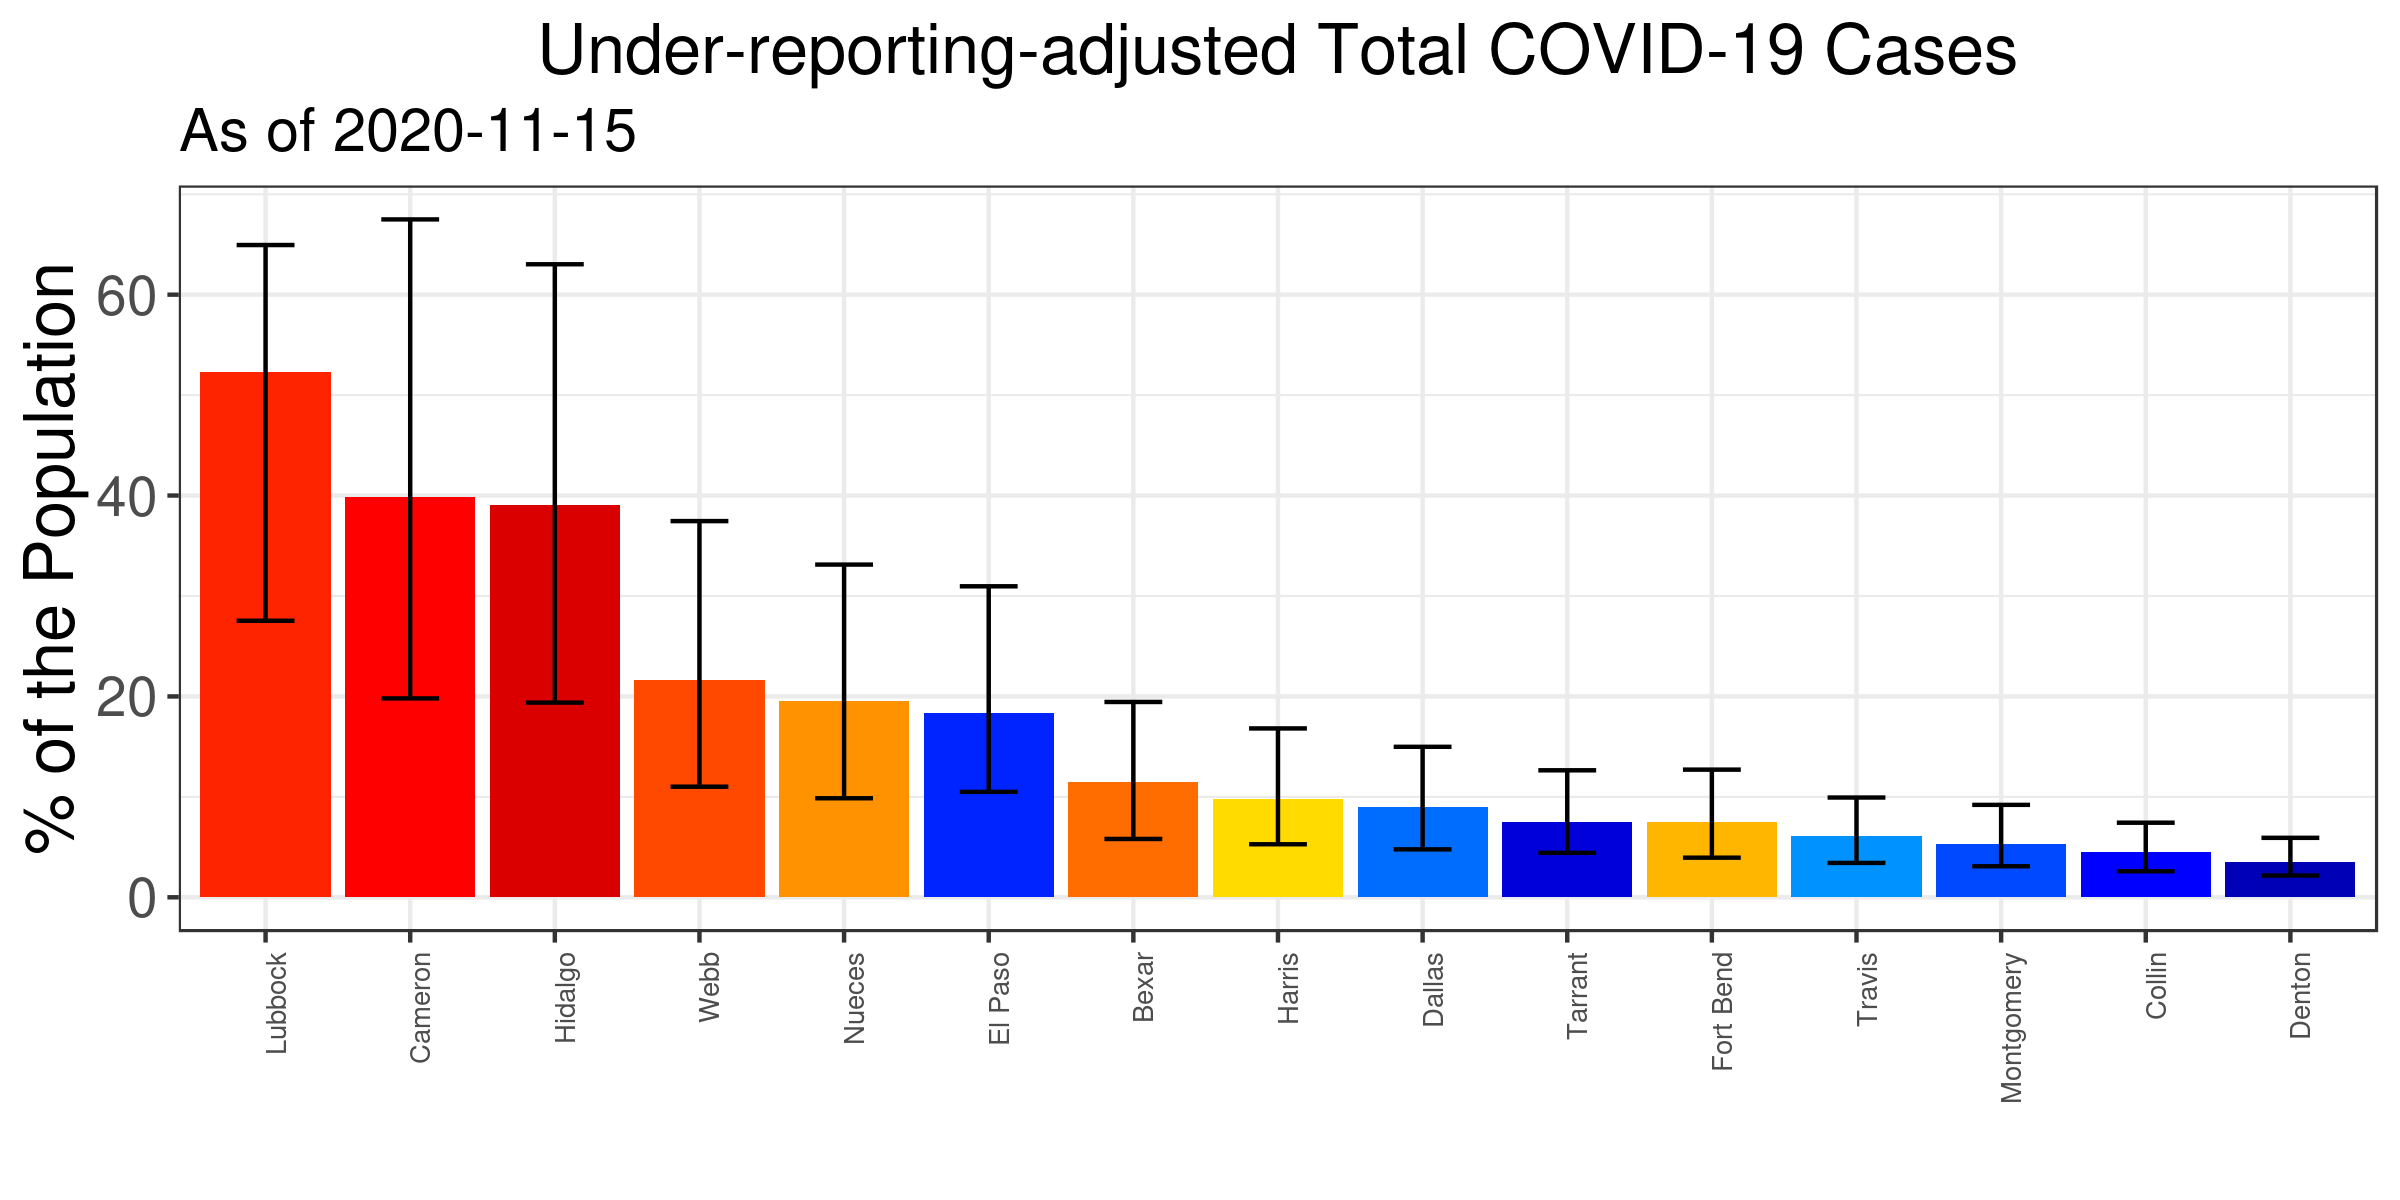 Under-reporting-adjusted Total COVID-19 Cases
As of 2020-11-15
% of the Population
60
40
20
0
Lubbock
Cameron
Hidalgo
Webb
Nueces
El Paso
Bexar
Harris
Dallas
Tarrant
Fort Bend
Travis
Montgomery
Collin
Denton